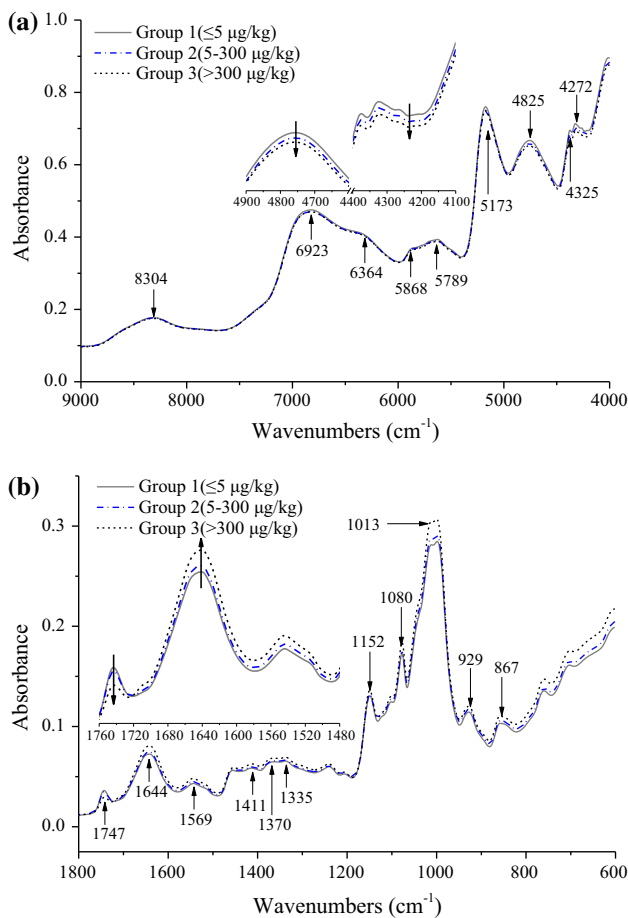 (a)
Group 1(≤5 μg/kg)
Group 2(5-300 μg/kg)
Group 3(>300 μg/kg)
1.0
0.8
0.6
0.4
0.2
0.0
Absorbance
4900 4800 4700 4400 4300 4200 4100
8304
6923
6364
5868
5789
5173
4825
4272
4325
9000 8000 7000 6000 5000 4000
Wavenumbers (cm⁻¹)
(b)
Group 1(≤5 μg/kg)
Group 2(5-300 μg/kg)
Group 3(>300 μg/kg)
0.3
0.2
0.1
0.0
Absorbance
1760 1720 1680 1640 1600 1560 1520 1480
1747
1644
1569
1411
1370
1335
1152
1080
1013
929
867
1800 1600 1400 1200 1000 800 600
Wavenumbers (cm⁻¹)